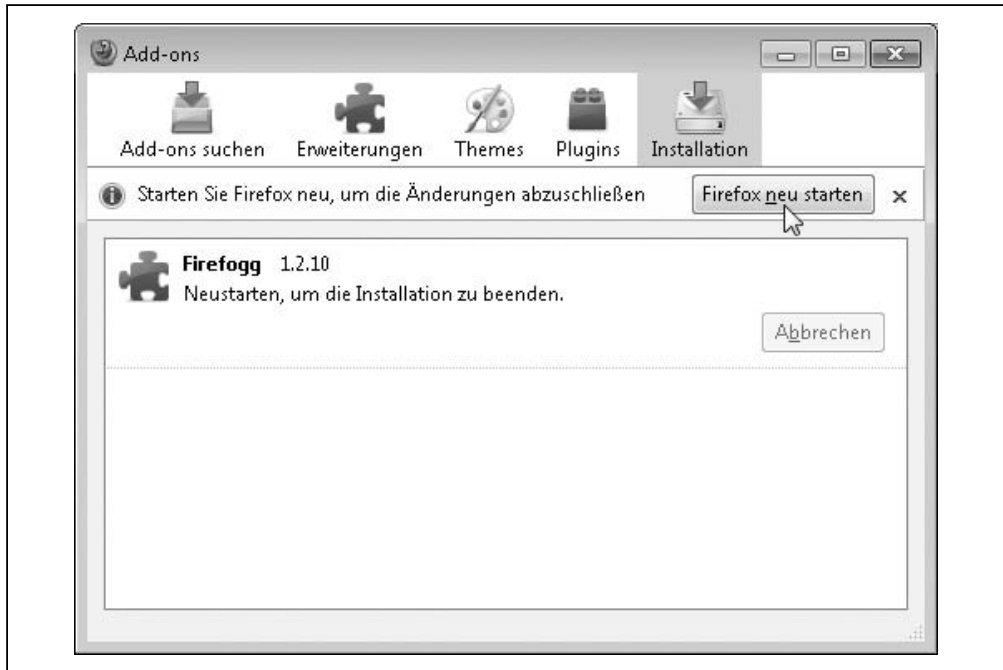 Add-ons
Add-ons suchen Erweiterungen Themes Plugins Installation
Starten Sie Firefox neu, um die Änderungen abzuschließen Firefox neu starten
Firefogg 1.2.10
Neustarten, um die Installation zu beenden.
Abbrechen